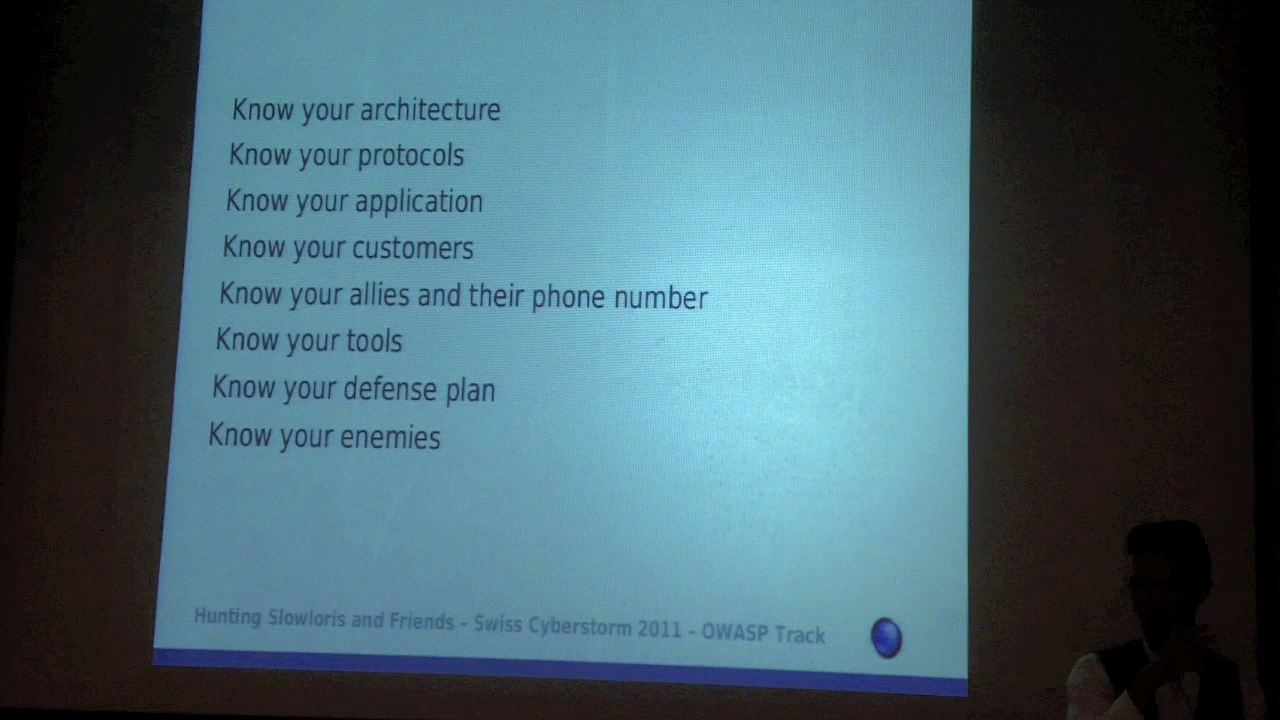 Know your architecture
Know your protocols
Know your application
Know your customers
Know your allies and their phone number
Know your tools
Know your defense plan
Know your enemies
Hunting Slowloris and Friends - Swiss Cyberstorm 2011 - OWASP Track